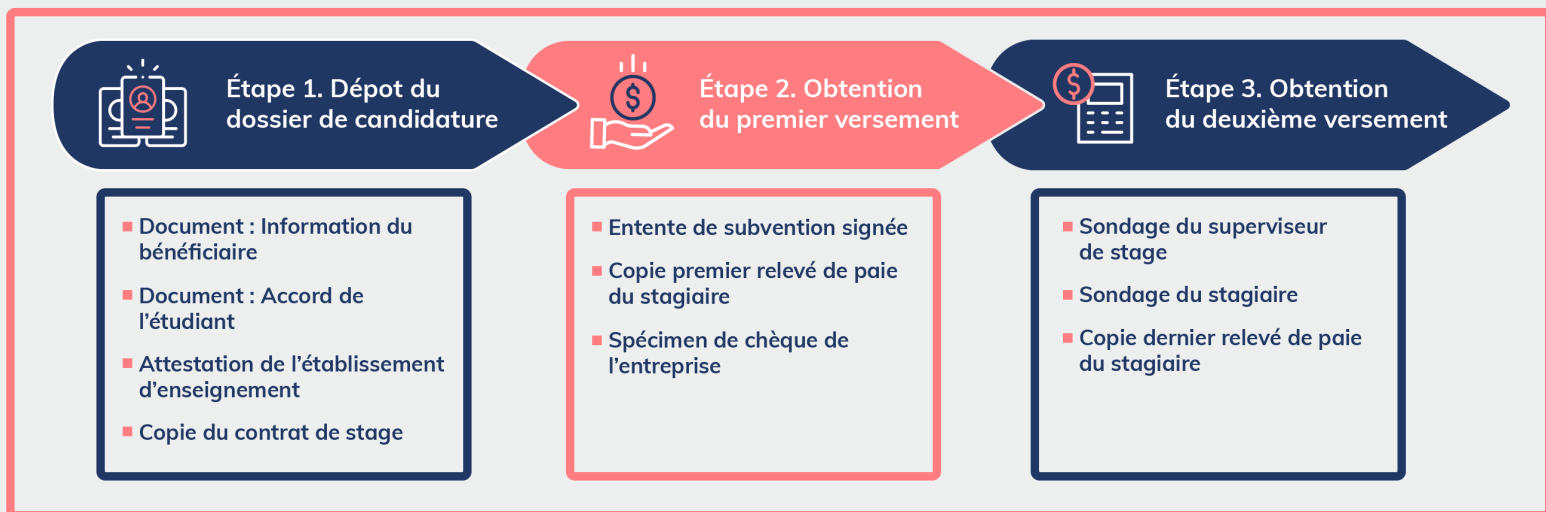 Étape 1. Dépot du
dossier de candidature
Étape 2. Obtention
du premier versement
Étape 3. Obtention
du deuxième versement
Document : Information du
bénéficiaire
Document : Accord de
l’étudiant
Attestation de l’établissement
d’enseignement
Copie du contrat de stage
Entente de subvention signée
Copie premier relevé de paie
du stagiaire
Spécimen de chèque de
l’entreprise
Sondage du superviseur
de stage
Sondage du stagiaire
Copie dernier relevé de paie
du stagiaire